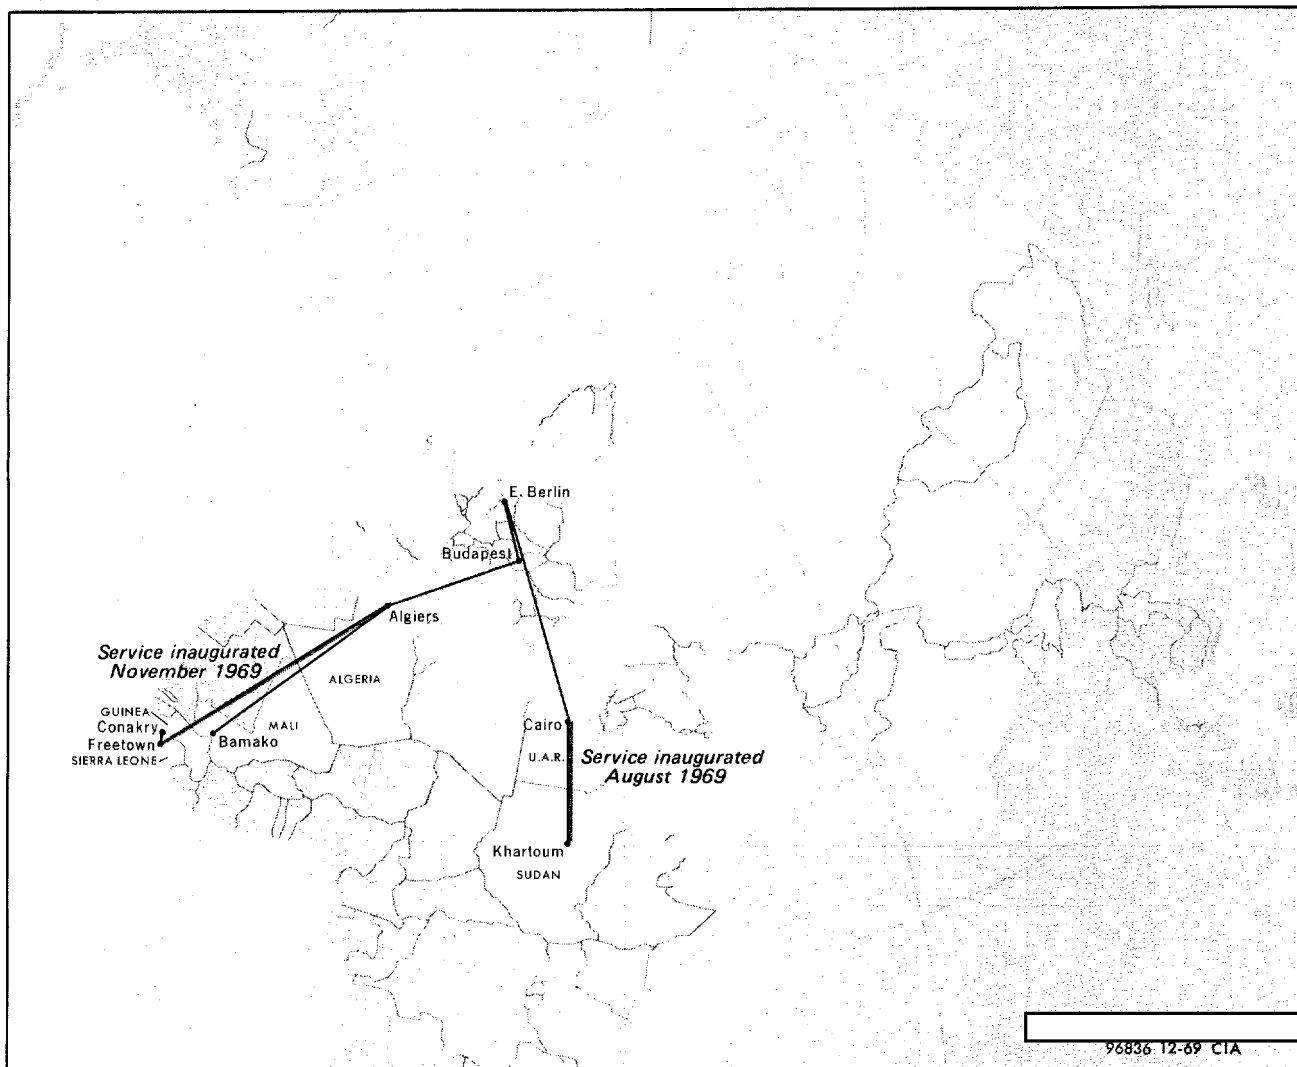 E. Berlin
Budapest
Algiers
Service inaugurated
November 1969
ALGERIA
GUINEA
Conakry
MALI
Freetown
Bamako
SIERRA LEONE
Cairo
U.A.R.
Service inaugurated
August 1969
Khartoum
SUDAN
96836 12-69 CIA